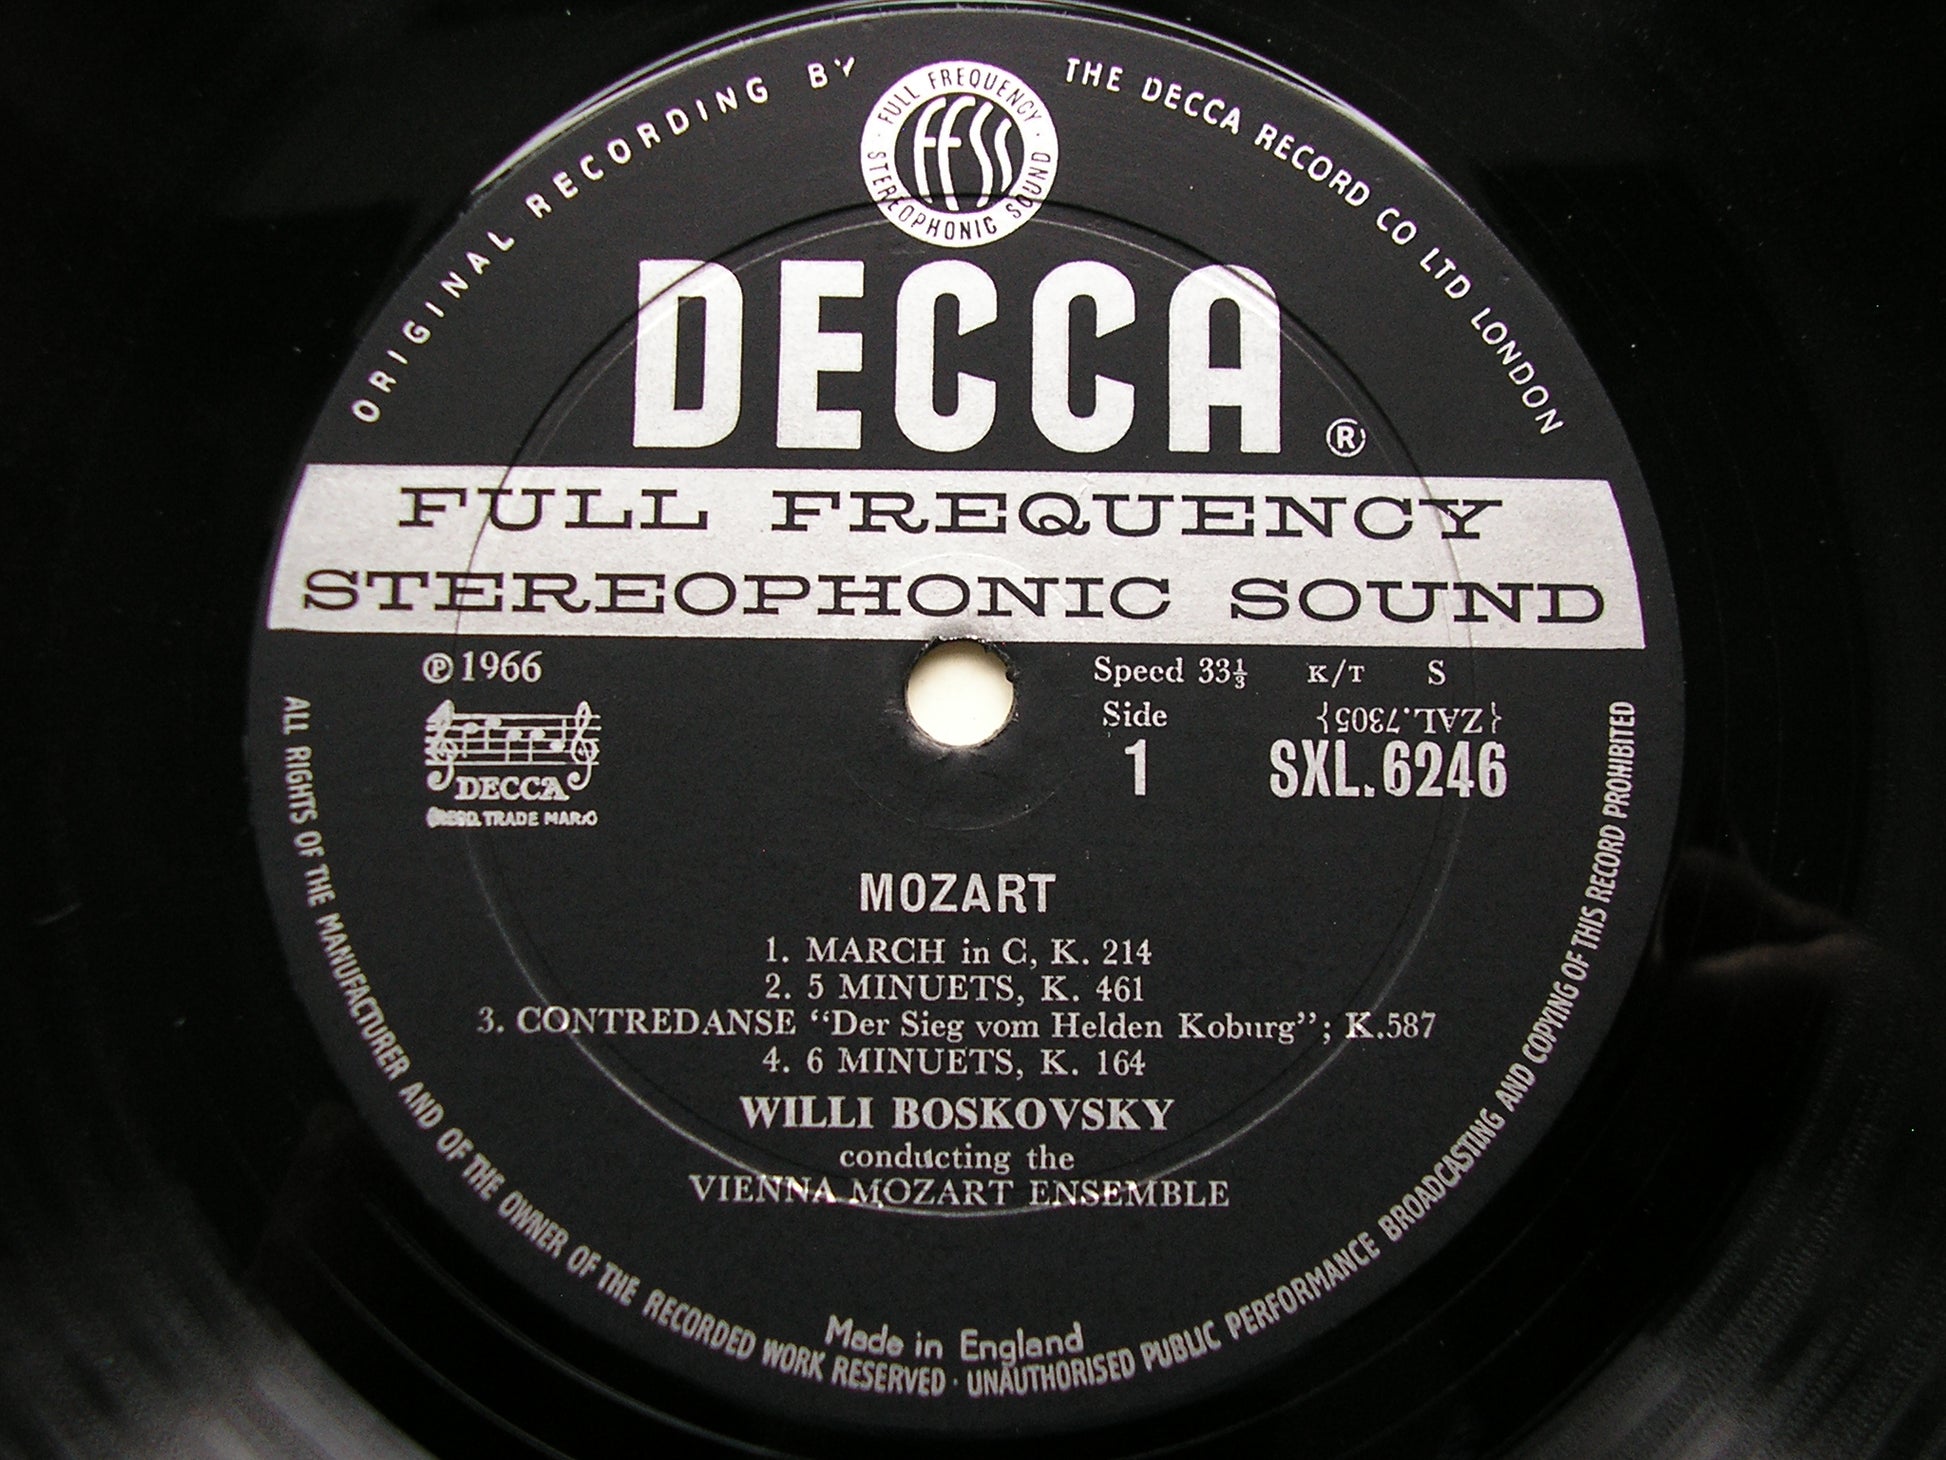 ORIGINAL RECORDING BY THE DECCA RECORD CO LTD LONDON
FULL FREQUENCY
FFSS
STEREOPHONIC SOUND
DECCA ®
FULL FREQUENCY
STEREOPHONIC SOUND
℗ 1966
Speed 33⅓ K/T S
Side {ZAL.7305}
1 SXL.6246
DECCA
REGD. TRADE MARK
MOZART
1. MARCH in C, K. 214
2. 5 MINUETS, K. 461
3. CONTREDANSE “Der Sieg vom Helden Koburg”; K.587
4. 6 MINUETS, K. 164
WILLI BOSKOVSKY
conducting the
VIENNA MOZART ENSEMBLE
Made in England
ALL RIGHTS OF THE MANUFACTURER AND OF THE OWNER OF THE RECORDED WORK RESERVED · UNAUTHORISED PUBLIC PERFORMANCE BROADCASTING AND COPYING OF THIS RECORD PROHIBITED